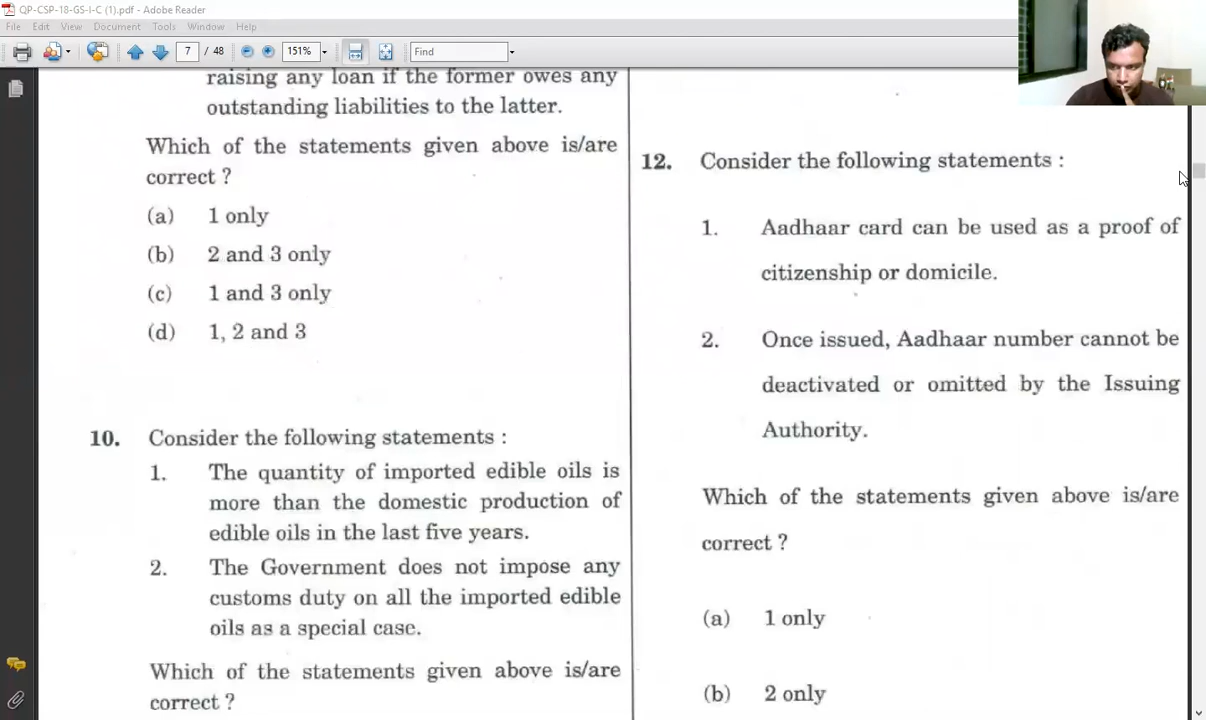 QP-CSP-18-GS-I-C (1).pdf - Adobe Reader
File Edit View Document Tools Window Help
7 / 48 151% Find
raising any loan if the former owes any
outstanding liabilities to the latter.
Which of the statements given above is/are
correct ?
(a) 1 only
(b) 2 and 3 only
(c) 1 and 3 only
(d) 1, 2 and 3
10. Consider the following statements :
1. The quantity of imported edible oils is
more than the domestic production of
edible oils in the last five years.
2. The Government does not impose any
customs duty on all the imported edible
oils as a special case.
Which of the statements given above is/are
correct ?
12. Consider the following statements :
1. Aadhaar card can be used as a proof of
citizenship or domicile.
2. Once issued, Aadhaar number cannot be
deactivated or omitted by the Issuing
Authority.
Which of the statements given above is/are
correct ?
(a) 1 only
(b) 2 only